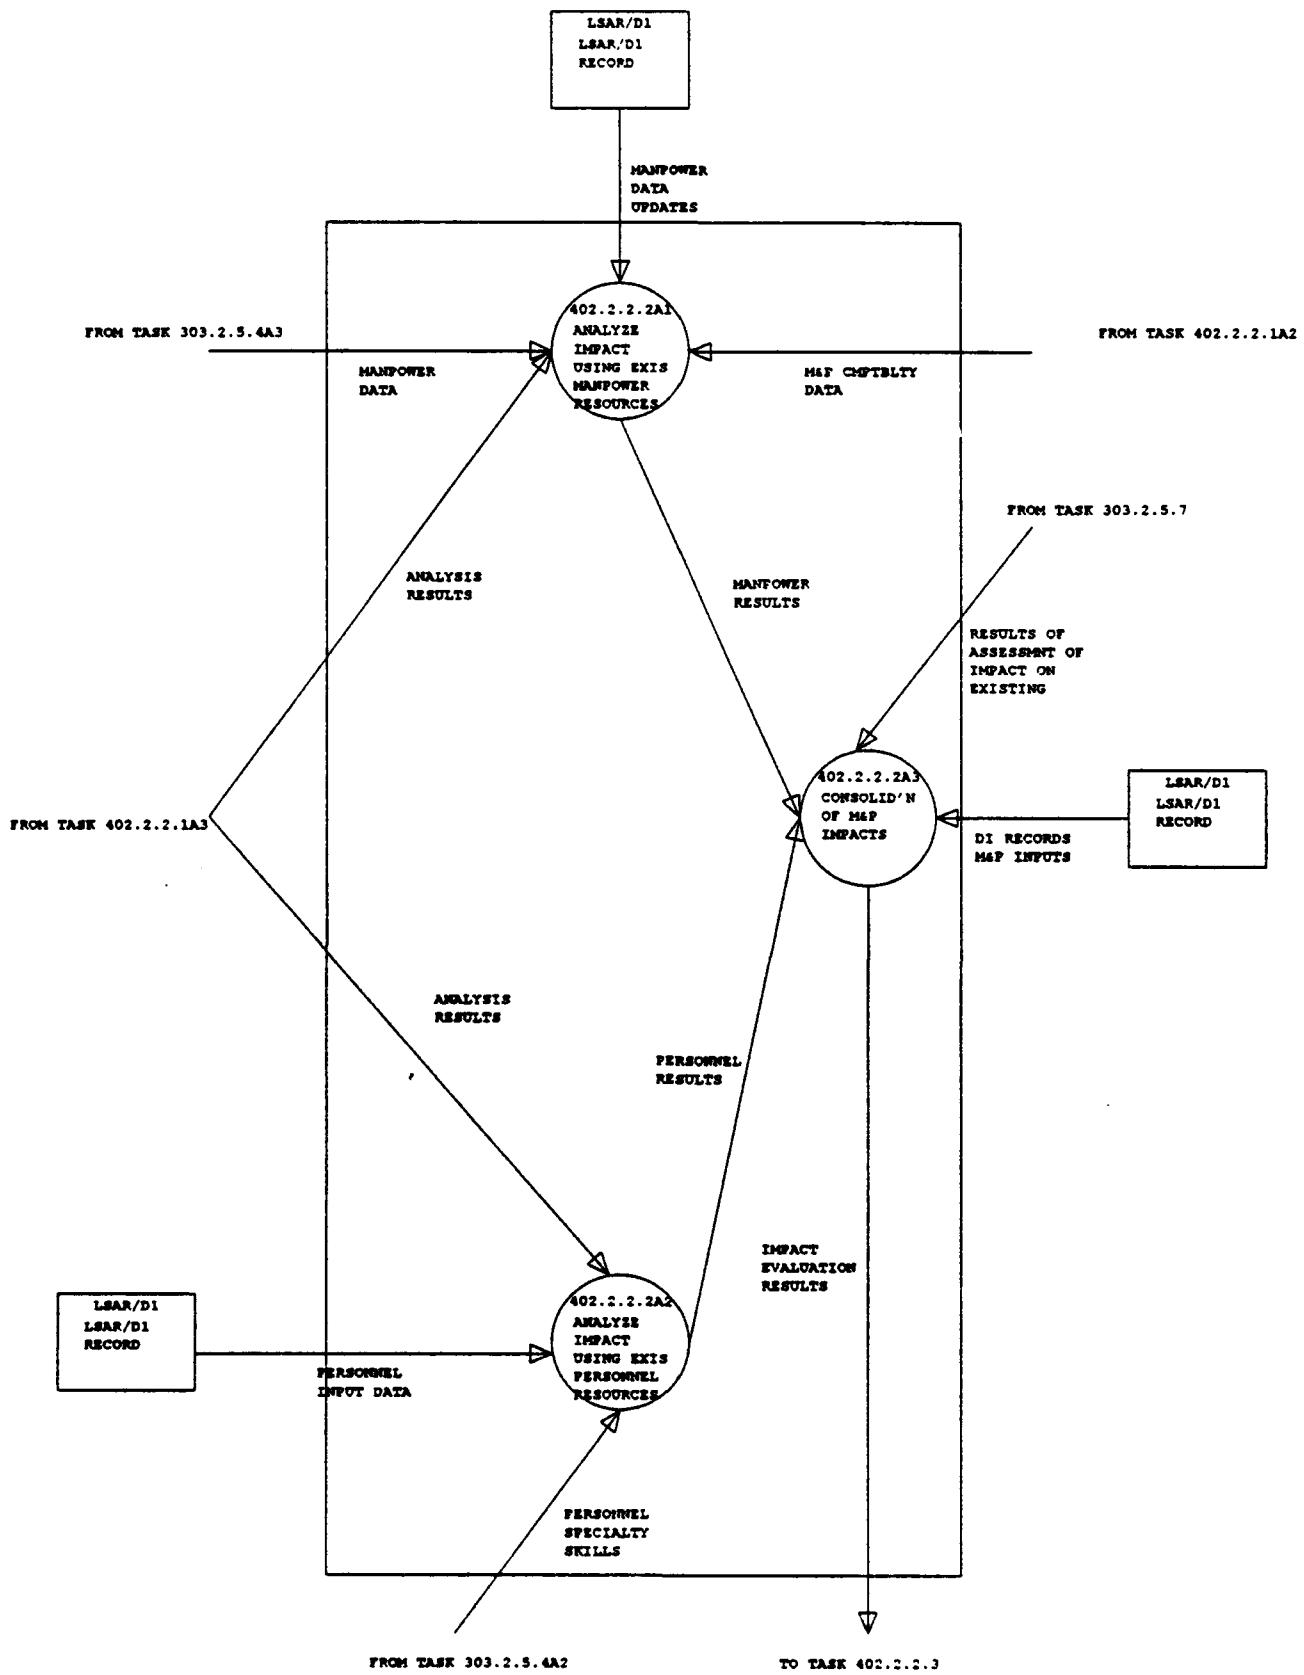 LSAR/D1
LSAR/D1
RECORD
MANPOWER
DATA
UPDATES
402.2.2.2A1
ANALYZE
IMPACT
USING EXIS
MANPOWER
RESOURCES
FROM TASK 303.2.5.4A3
MANPOWER
DATA
FROM TASK 402.2.2.1A2
M&P CMPTBLTY
DATA
FROM TASK 303.2.5.7
ANALYSIS
RESULTS
MANPOWER
RESULTS
RESULTS OF
ASSESSMNT OF
IMPACT ON
EXISTING
402.2.2.2A3
CONSOLID'N
OF M&P
IMPACTS
LSAR/D1
LSAR/D1
RECORD
DI RECORDS
M&P INPUTS
FROM TASK 402.2.2.1A3
ANALYSIS
RESULTS
PERSONNEL
RESULTS
IMPACT
EVALUATION
RESULTS
LSAR/D1
LSAR/D1
RECORD
PERSONNEL
INPUT DATA
402.2.2.2A2
ANALYZE
IMPACT
USING EXIS
PERSONNEL
RESOURCES
PERSONNEL
SPECIALTY
SKILLS
FROM TASK 303.2.5.4A2
TO TASK 402.2.2.3